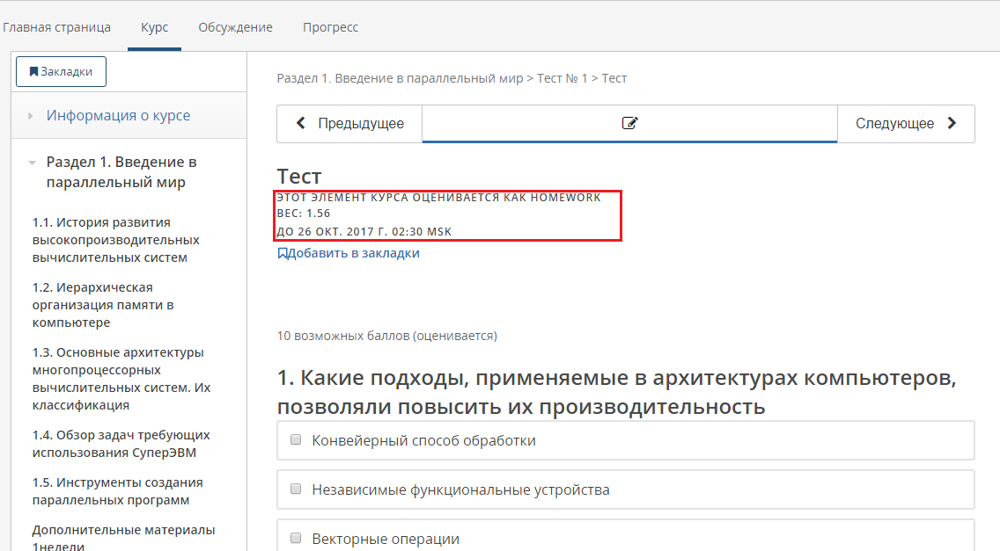 Главная страница
Курс
Обсуждение
Прогресс
Закладки
Информация о курсе
Раздел 1. Введение в
параллельный мир
1.1. История развития
высокопроизводительных
вычислительных систем
1.2. Иерархическая
организация памяти в
компьютере
1.3. Основные архитектуры
многопроцессорных
вычислительных систем. Их
классификация
1.4. Обзор задач требующих
использования СуперЭВМ
1.5. Инструменты создания
параллельных программ
Дополнительные материалы
1недели
Раздел 1. Введение в параллельный мир > Тест № 1 > Тест
Предыдущее
Следующее
Тест
ЭТОТ ЭЛЕМЕНТ КУРСА ОЦЕНИВАЕТСЯ КАК HOMEWORK
ВЕС: 1.56
ДО 26 ОКТ. 2017 Г. 02:30 MSK
Добавить в закладки
10 возможных баллов (оценивается)
1. Какие подходы, применяемые в архитектурах компьютеров,
позволяли повысить их производительность
Конвейерный способ обработки
Независимые функциональные устройства
Векторные операции